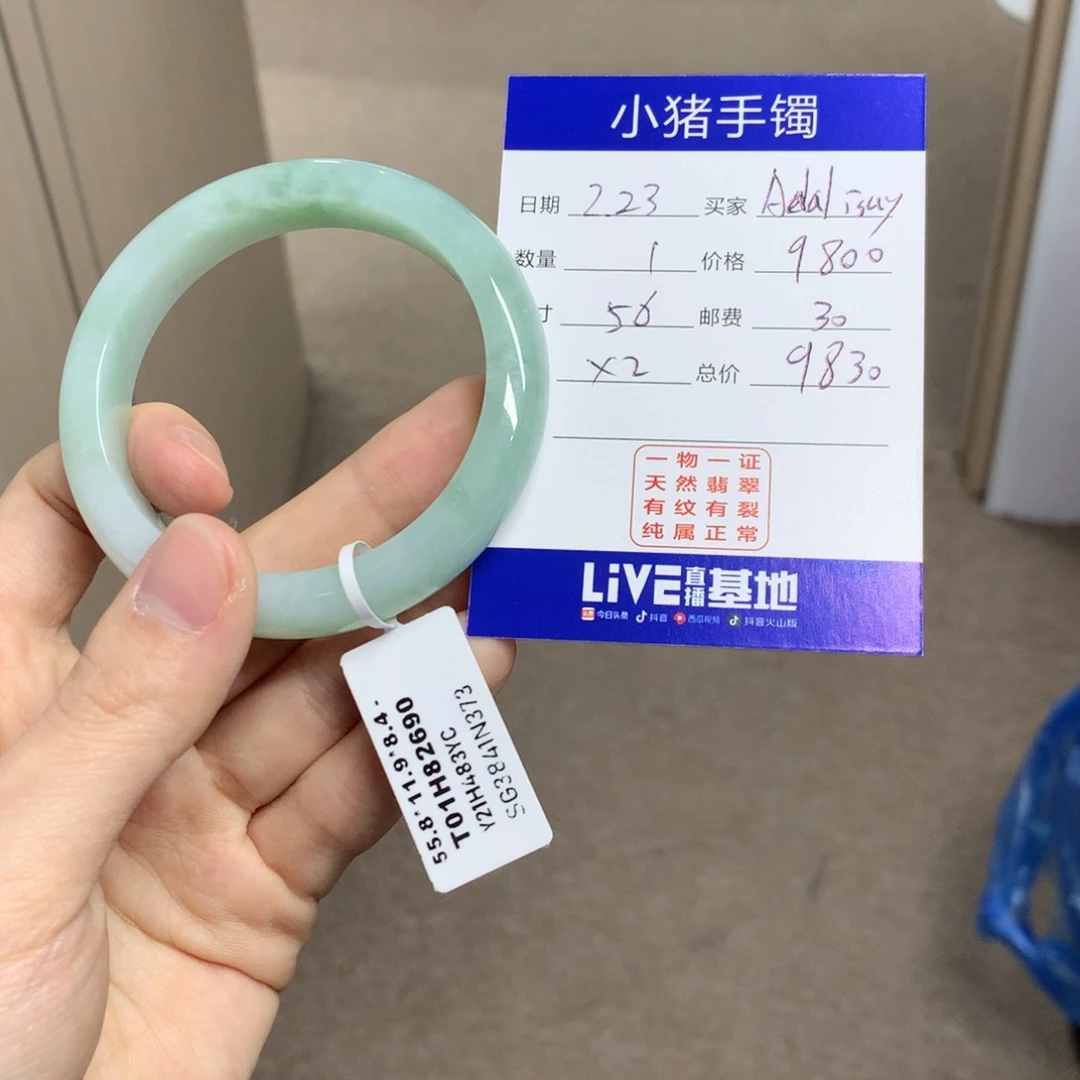 小猪手镯
日期 2.23 买家
数量 1 价格 9800
寸 56 邮费 30
X2 总价 9830
一物一证
天然翡翠
有纹有裂
纯属正常
LiVE直播基地
今日头条 抖音 西瓜视频 抖音火山版
55.8*11.9*8.4
T01H82690
Y21H483YC
SG3841N373